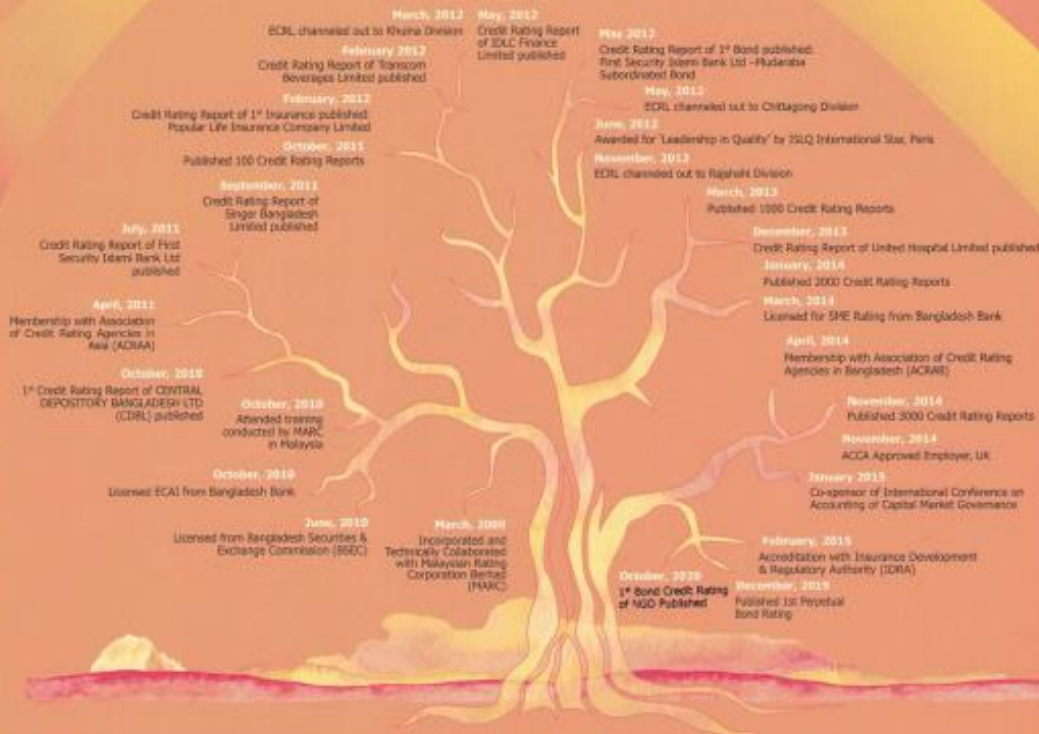 March, 2012
ECRL channeled out to Khulna Division
February 2012
Credit Rating Report of Transcom
Beverages Limited published
February, 2012
Credit Rating Report of 1st Insurance published:
Popular Life Insurance Company Limited
October, 2011
Published 100 Credit Rating Reports
September, 2011
Credit Rating Report of
Singer Bangladesh
Limited published
July, 2011
Credit Rating Report of First
Security Islami Bank Ltd
published
April, 2011
Membership with Association
of Credit Rating Agencies in
Asia (ACRAA)
October, 2010
1st Credit Rating Report of CENTRAL
DEPOSITORY BANGLADESH LTD
(CDBL) published
October, 2010
Attended training
conducted by MARC
in Malaysia
October, 2010
Licensed ECAI from Bangladesh Bank
June, 2010
Licensed from Bangladesh Securities &
Exchange Commission (BSEC)
March, 2009
Incorporated and
Technically Collaborated
with Malaysian Rating
Corporation Berhad
(MARC)
May, 2012
Credit Rating Report
of IDLC Finance
Limited published
May 2012
Credit Rating Report of 1st Bond published:
First Security Islami Bank Ltd -Mudaraba
Subordinated Bond
May, 2012
ECRL channeled out to Chittagong Division
June, 2012
Awarded for 'Leadership in Quality' by ISLQ International Star, Paris
November, 2012
ECRL channeled out to Rajshahi Division
March, 2013
Published 1000 Credit Rating Reports
December, 2013
Credit Rating Report of United Hospital Limited published
January, 2014
Published 2000 Credit Rating Reports
March, 2014
Licensed for SME Rating from Bangladesh Bank
April, 2014
Membership with Association of Credit Rating
Agencies in Bangladesh (ACRAB)
November, 2014
Published 3000 Credit Rating Reports
November, 2014
ACCA Approved Employer, UK
January 2015
Co-sponsor of International Conference on
Accounting of Capital Market Governance
February, 2015
Accreditation with Insurance Development
& Regulatory Authority (IDRA)
December, 2019
Published 1st Perpetual
Bond Rating
October, 2020
1st Bond Credit Rating
of NGO Published